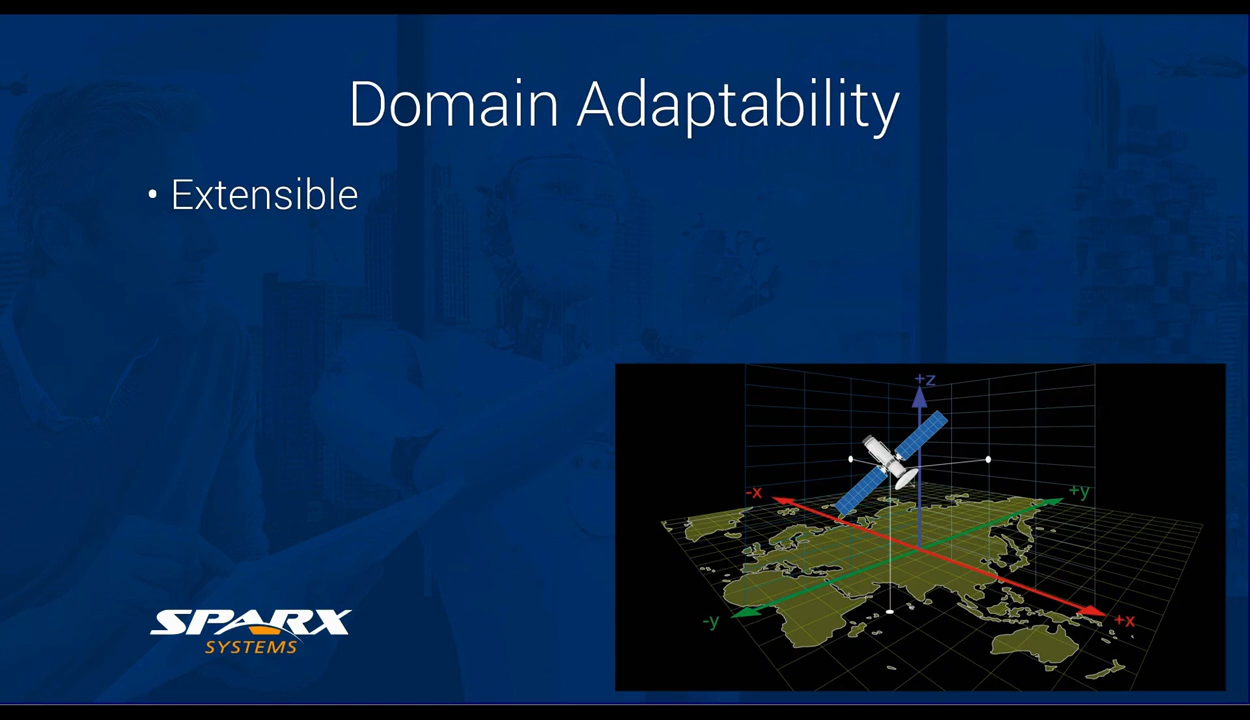 Domain Adaptability
• Extensible
+z
-x
+y
-y
+x
SPARX
SYSTEMS